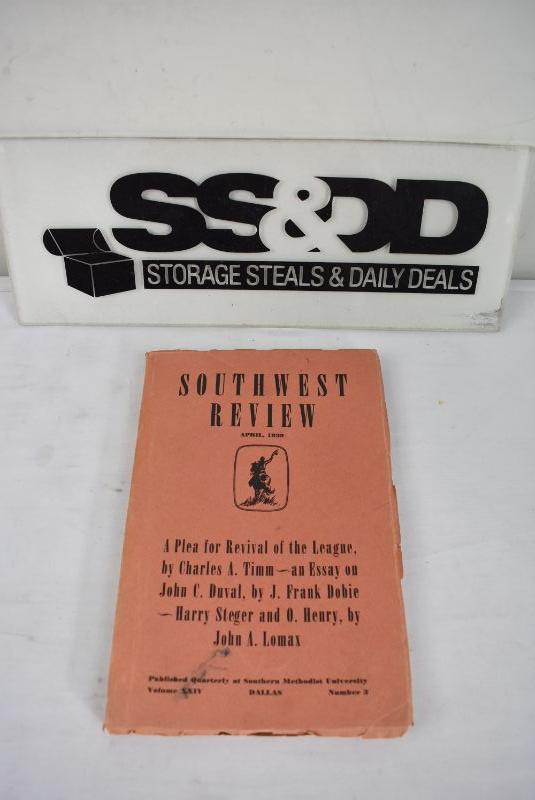 SS&DD
STORAGE STEALS & DAILY DEALS
SOUTHWEST
REVIEW
APRIL, 1939
A Plea for Revival of the League,
by Charles A. Timm—an Essay on
John C. Duval, by J. Frank Dobie
—Harry Steger and O. Henry, by
John A. Lomax
Published Quarterly at Southern Methodist University
Volume XXIV DALLAS Number 3